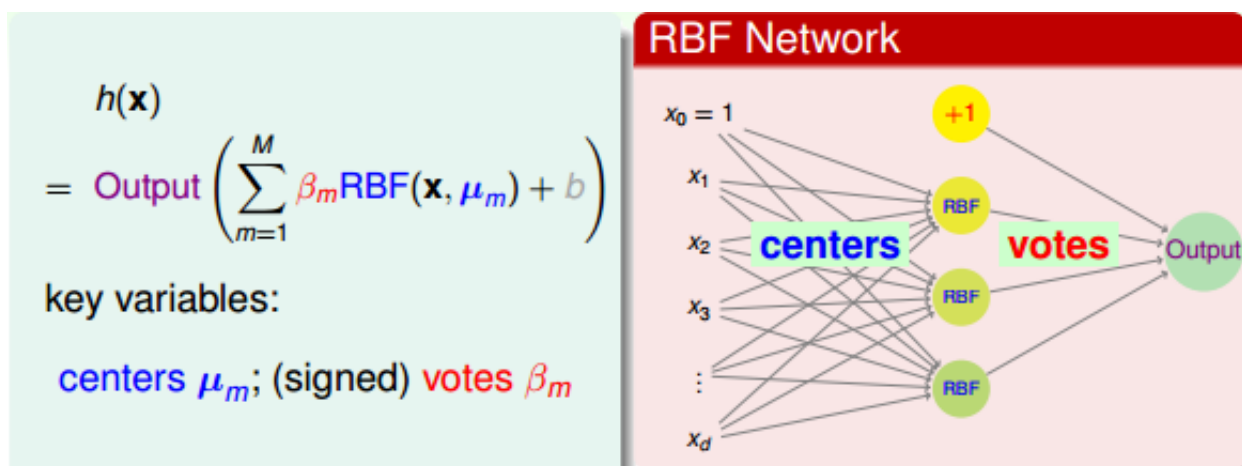 h(x)
= Output ( M ∑ m=1 β_m RBF(x, μ_m) + b )
key variables:
centers μ_m; (signed) votes β_m
RBF Network
x_0 = 1
+1
x_1
RBF
x_2
centers
votes
Output
x_3
RBF
⋮
RBF
x_d